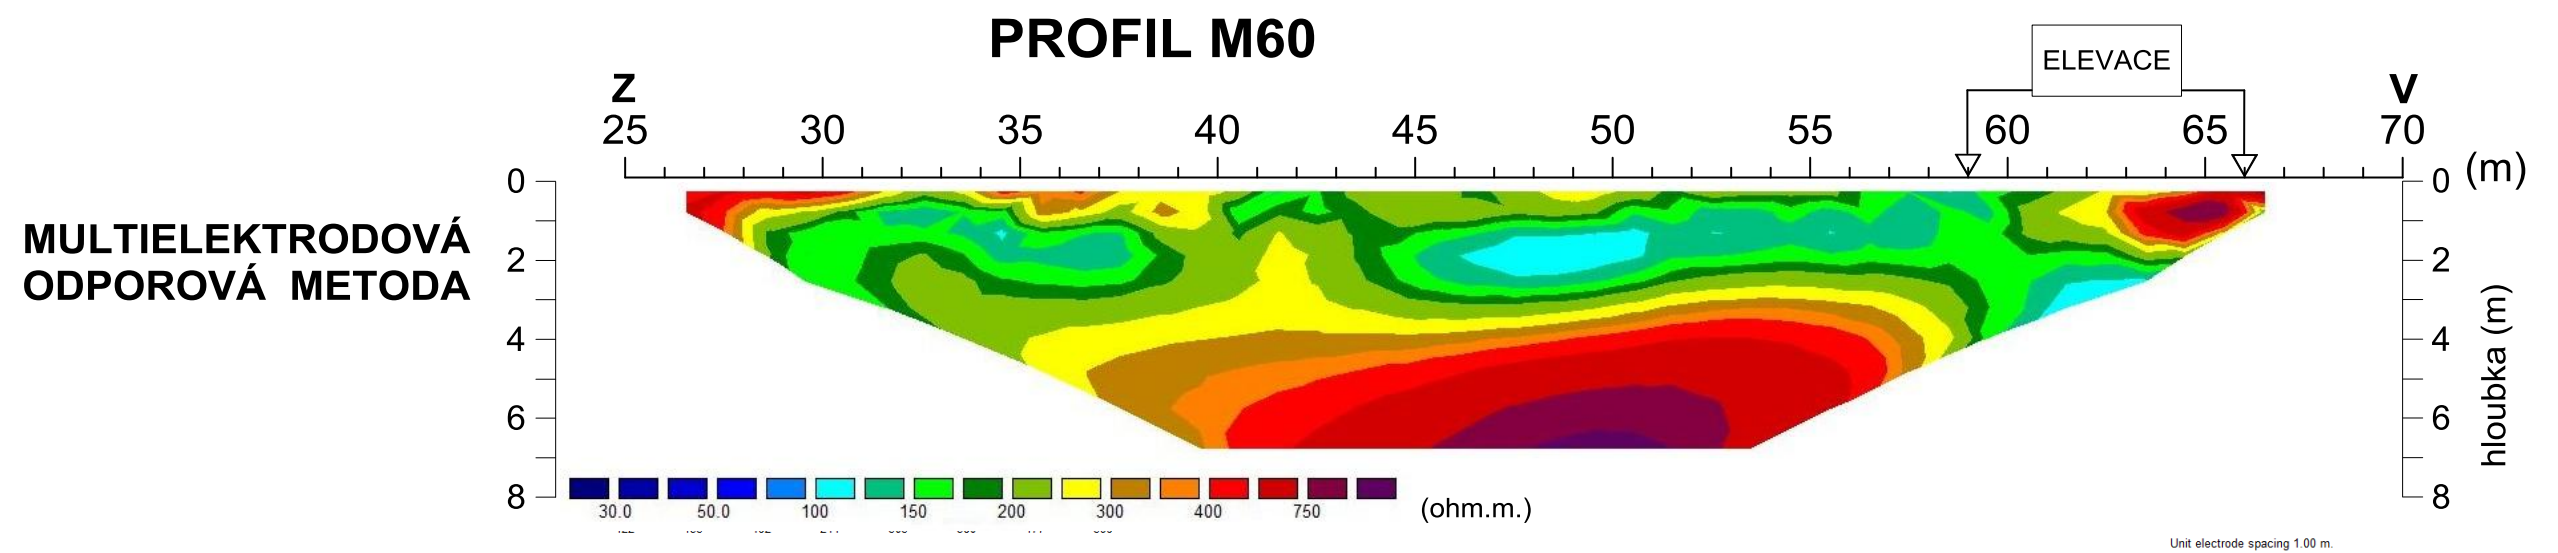 PROFIL M60
ELEVACE
Z V
25 30 35 40 45 50 55 60 65 70
(m)
0 0
MULTIELEKTRODOVÁ
ODPOROVÁ METODA
2 2
4 4
hloubka (m)
6 6
8 8
30.0 50.0 100 150 200 300 400 750
(ohm.m.)
Unit electrode spacing 1.00 m.